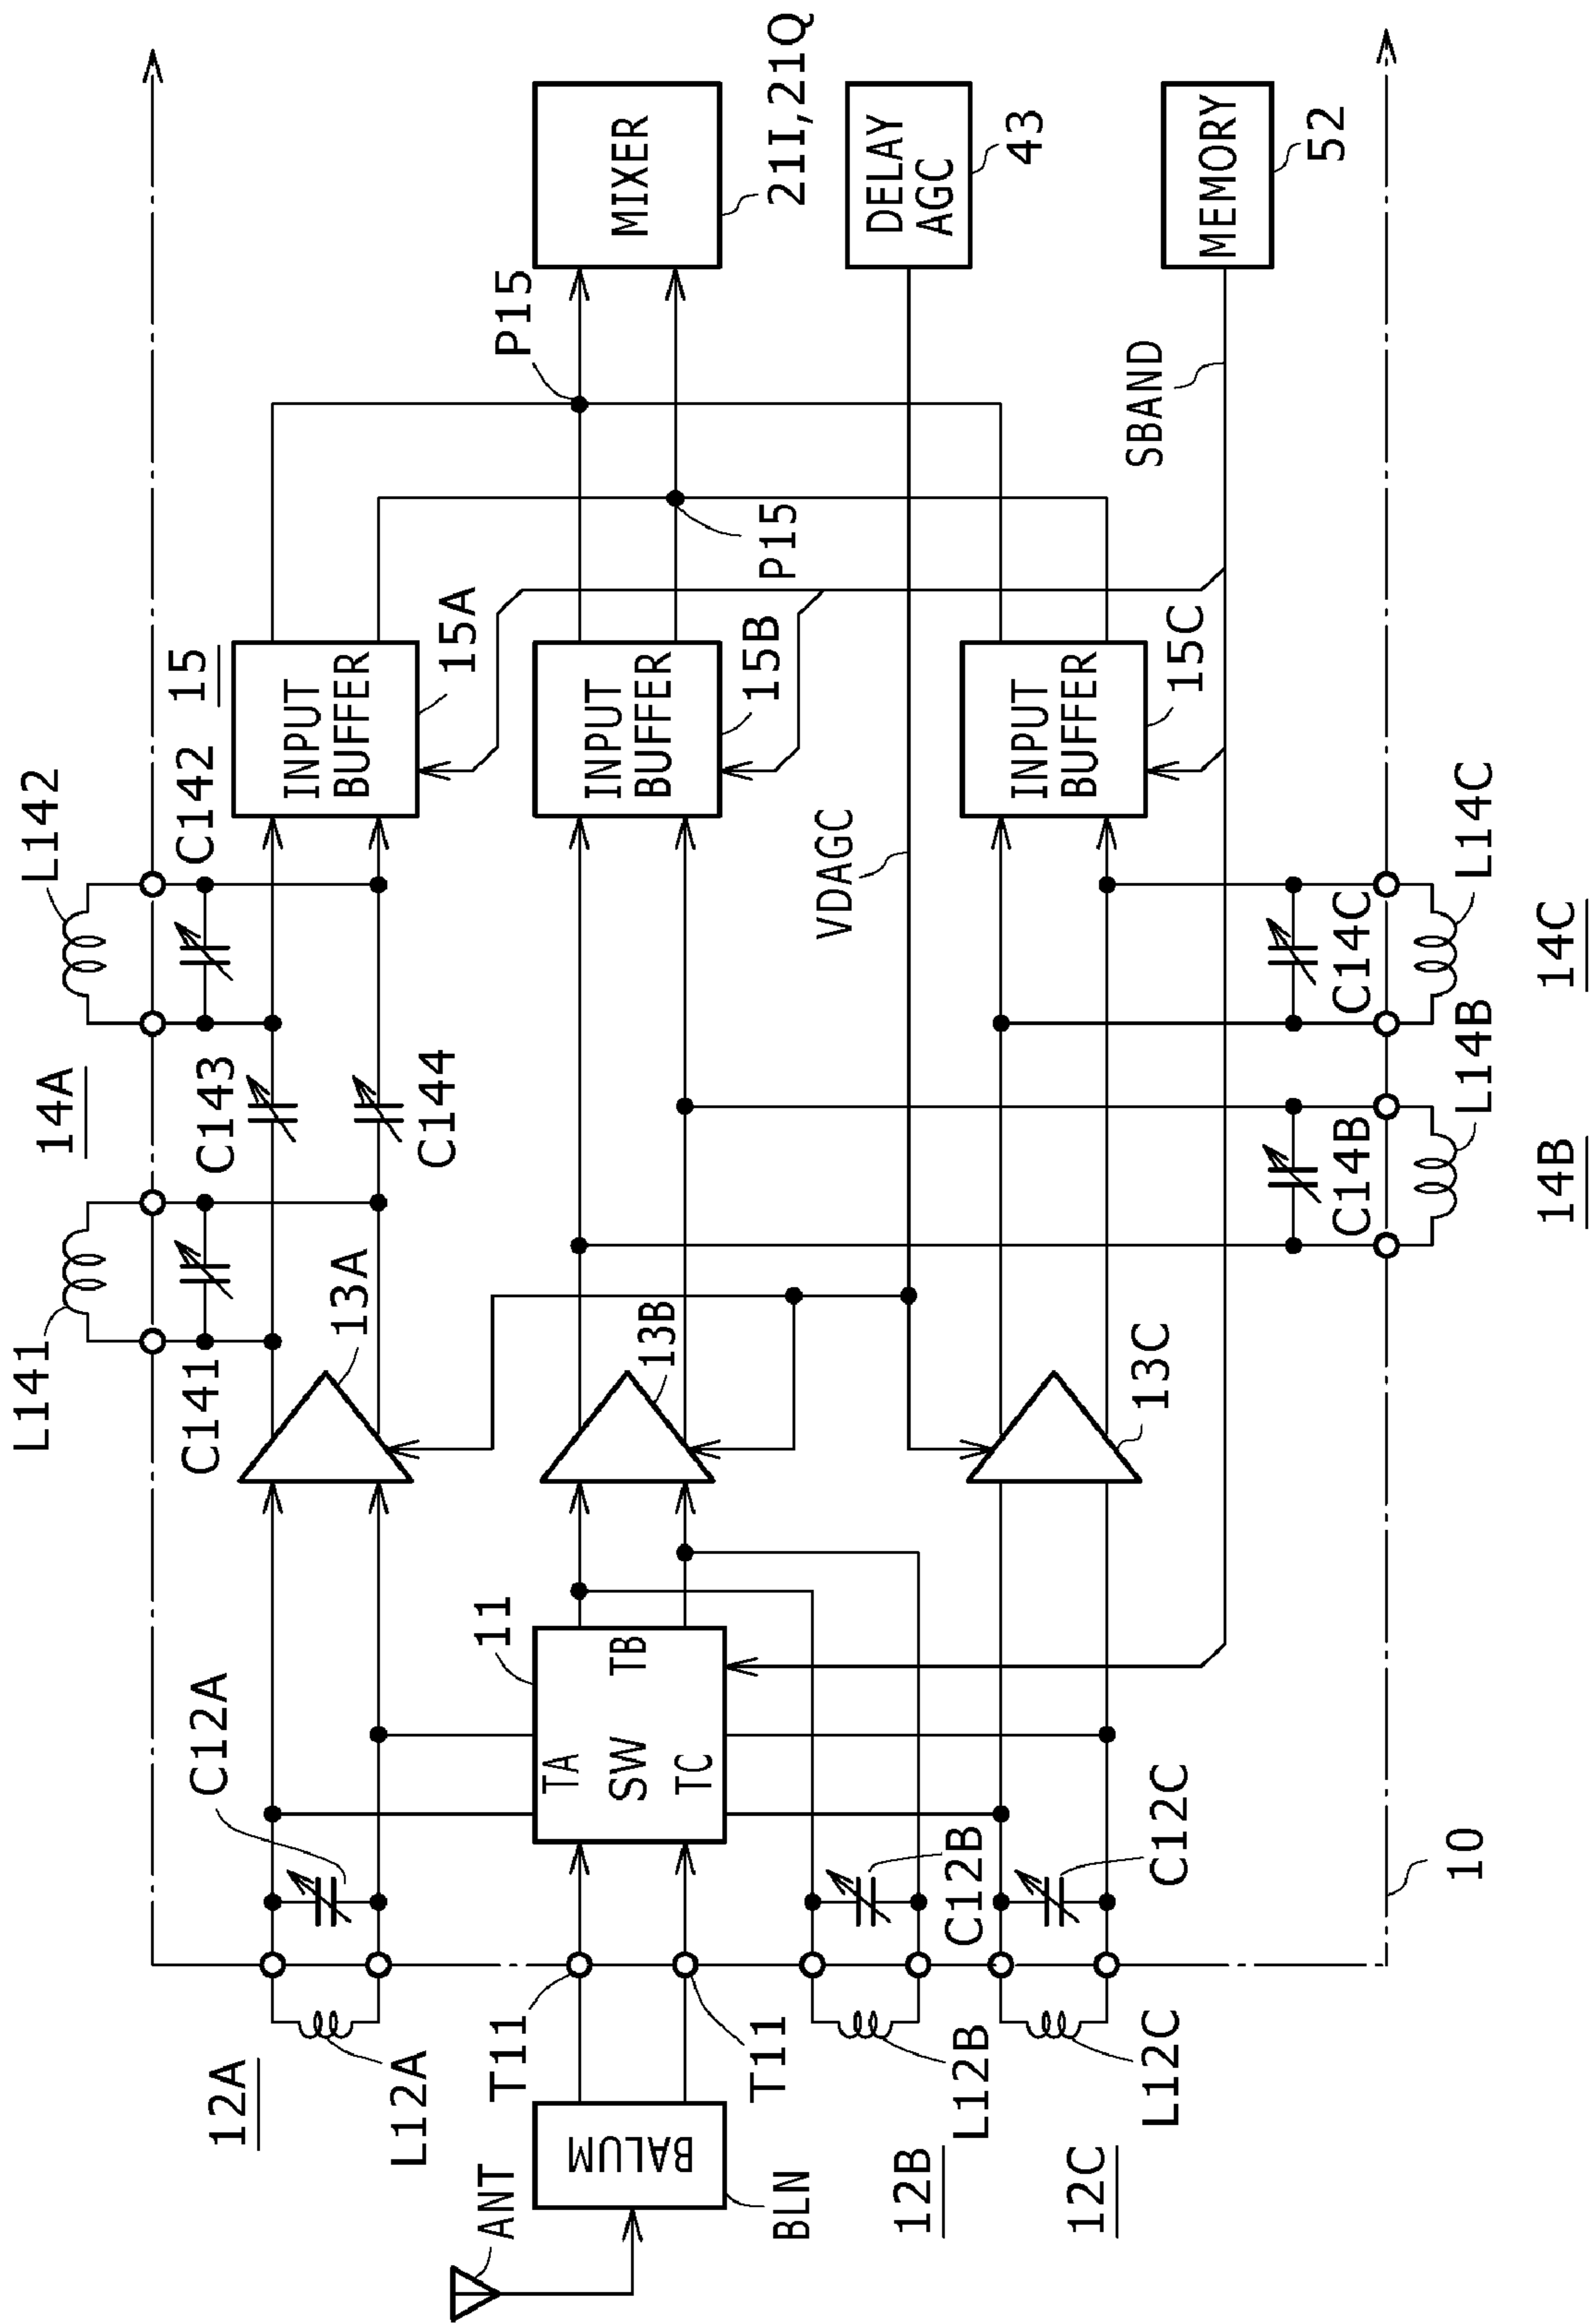 L141
L142
14A
C141
C143
C142
15
C12A
13A
C144
INPUT
BUFFER
15A
12A
L12A
ANT
BALUM
BLN
T11
T11
11
TA
SW
TB
TC
13B
INPUT
BUFFER
15B
P15
P15
MIXER
21I,21Q
DELAY
AGC
43
VDAGC
12B
L12B
C12B
12C
L12C
C12C
13C
INPUT
BUFFER
15C
SBAND
MEMORY
52
10
C14B
L14B
14B
C14C
L14C
14C